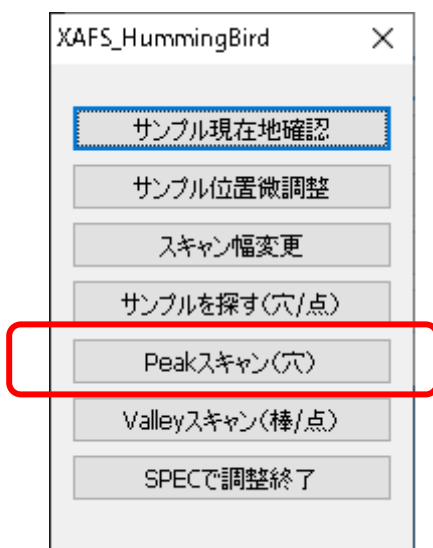 XAFS_HummingBird
サンプル現在地確認
サンプル位置微調整
スキャン幅変更
サンプルを探す(穴/点)
Peakスキャン(穴)
Valleyスキャン(棒/点)
SPECで調整終了